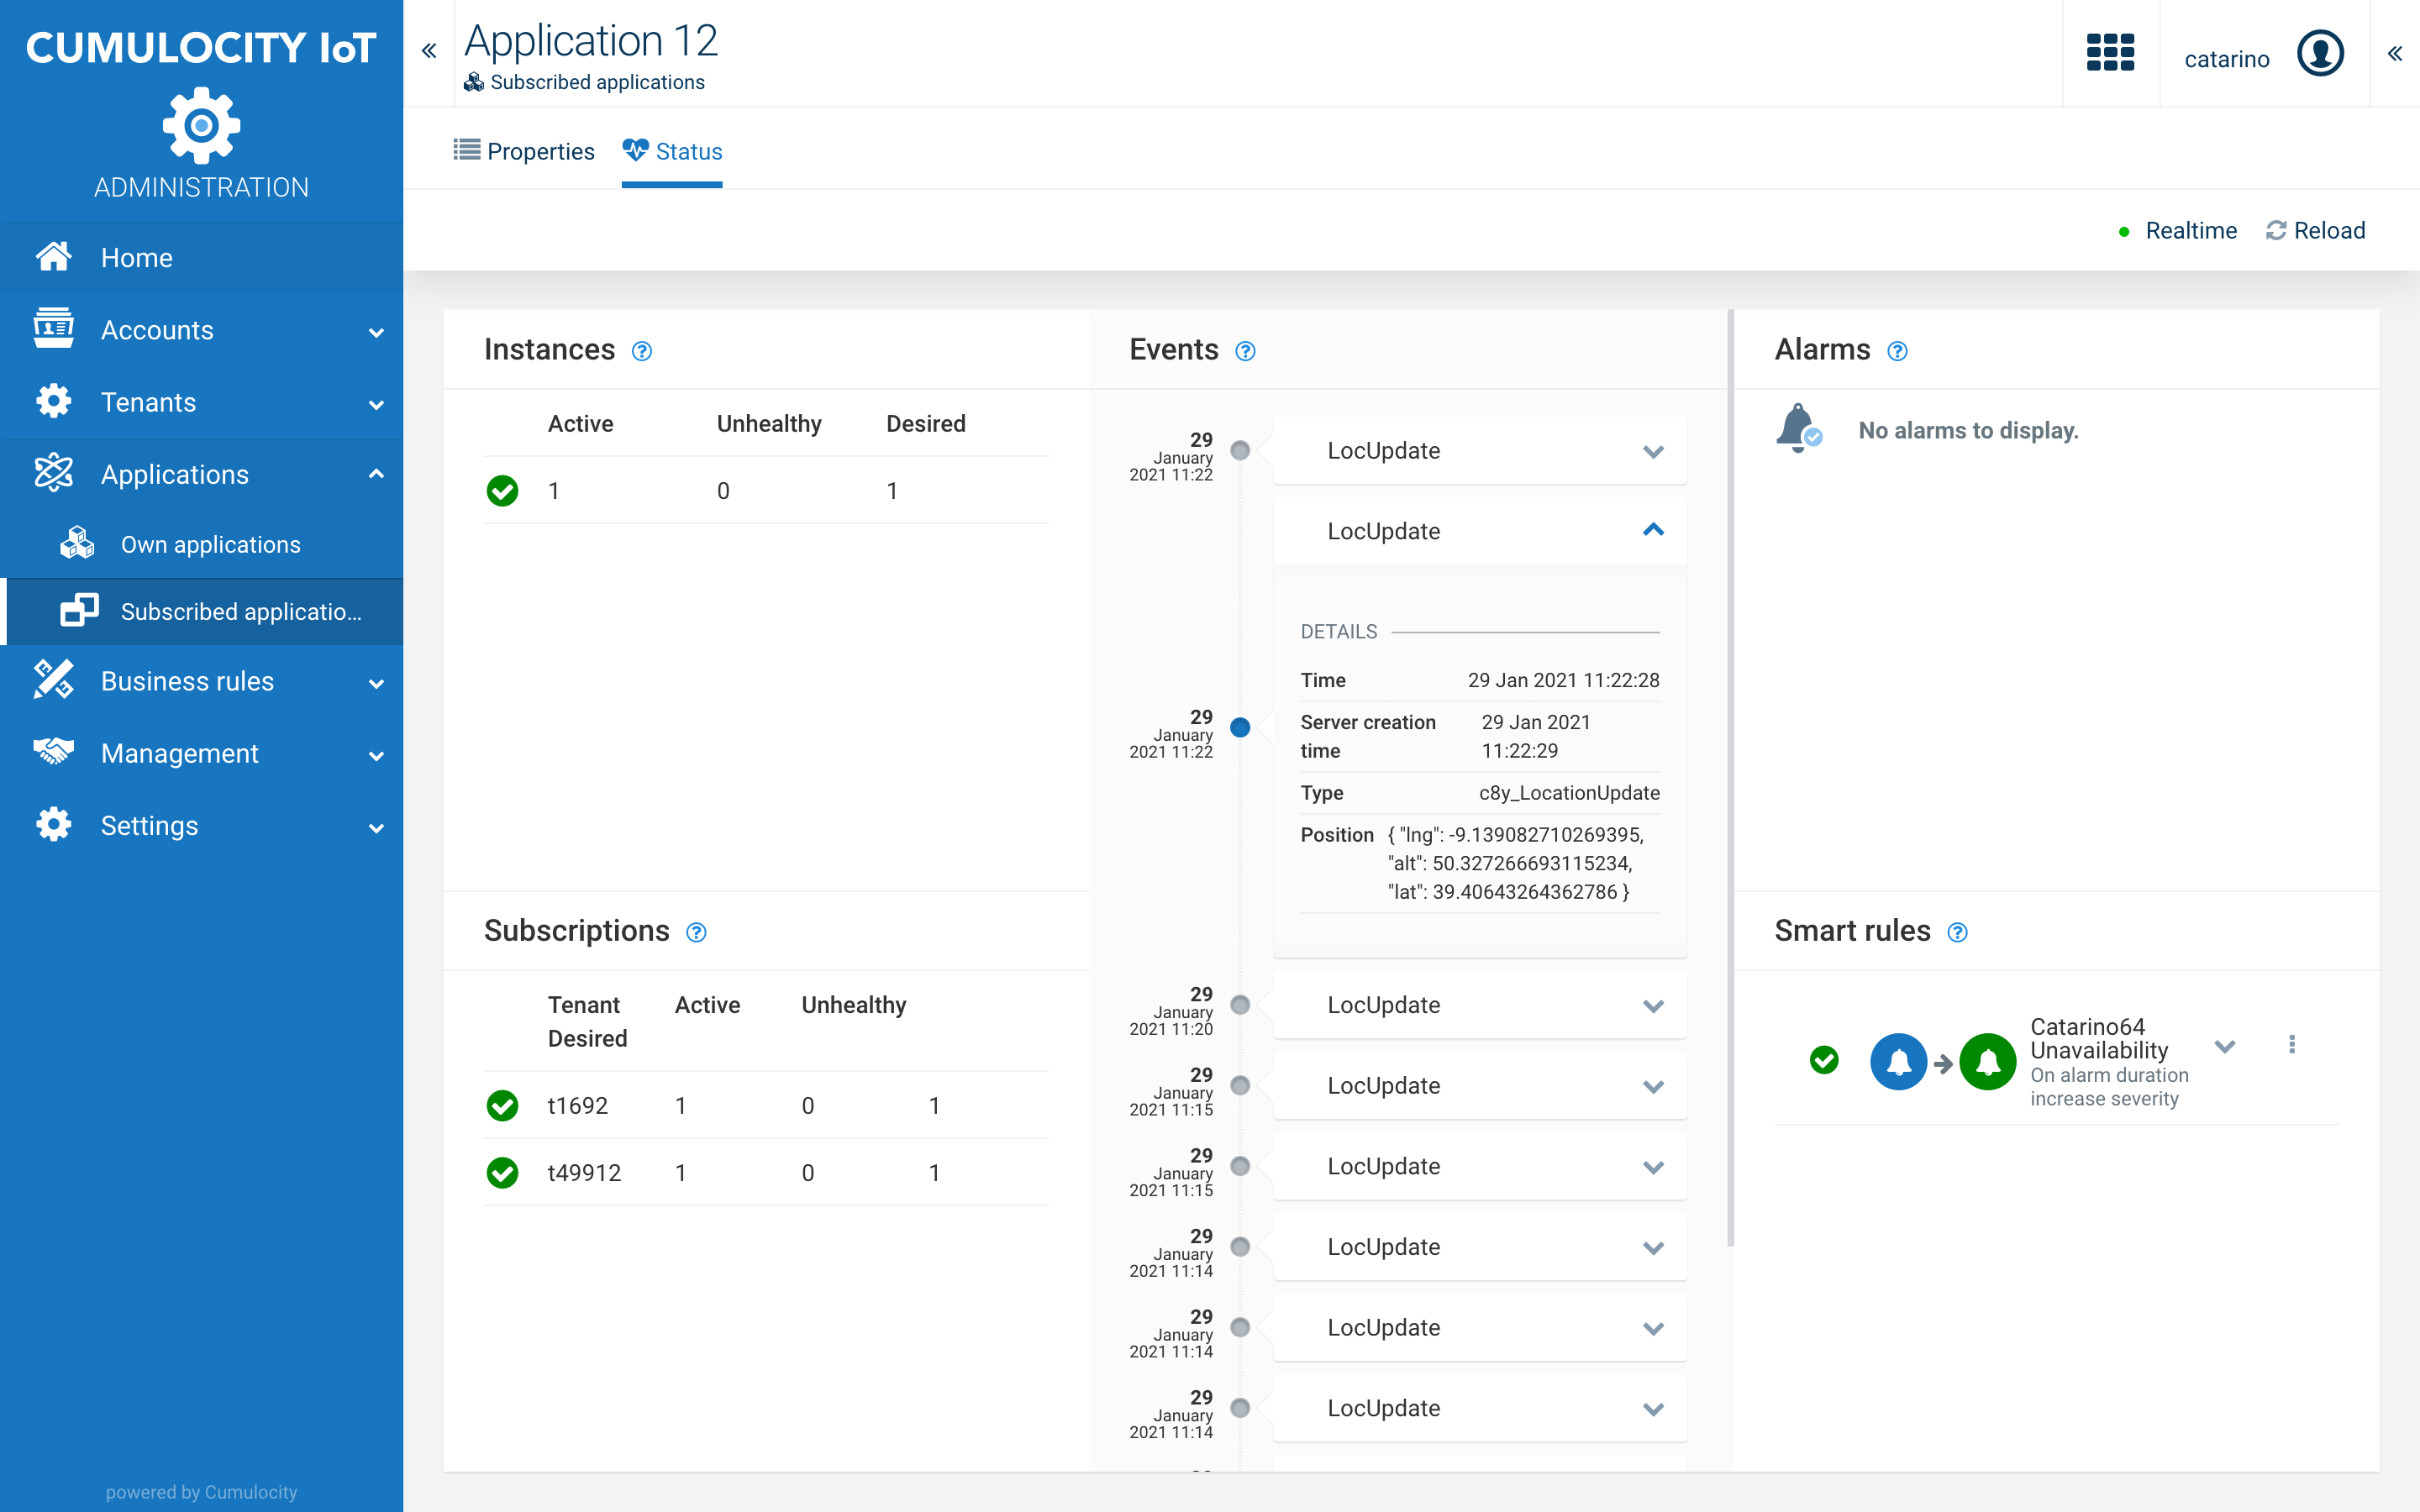 CUMULOCITY IoT
ADMINISTRATION
Home
Accounts
Tenants
Applications
Own applications
Subscribed applicatio...
Business rules
Management
Settings
powered by Cumulocity
Application 12
Subscribed applications
catarino
Properties
Status
Realtime
Reload
Instances
Active Unhealthy Desired
1 0 1
Subscriptions
Tenant Active Unhealthy
Desired
t1692 1 0 1
t49912 1 0 1
Events
29
January
2021 11:22
LocUpdate
LocUpdate
29
January
2021 11:22
DETAILS
Time 29 Jan 2021 11:22:28
Server creation 29 Jan 2021
time 11:22:29
Type c8y_LocationUpdate
Position { "lng": -9.139082710269395,
"alt": 50.327266693115234,
"lat": 39.40643264362786 }
29
January
2021 11:20
LocUpdate
29
January
2021 11:15
LocUpdate
29
January
2021 11:15
LocUpdate
29
January
2021 11:14
LocUpdate
29
January
2021 11:14
LocUpdate
29
January
2021 11:14
LocUpdate
Alarms
No alarms to display.
Smart rules
Catarino64
Unavailability
On alarm duration
increase severity